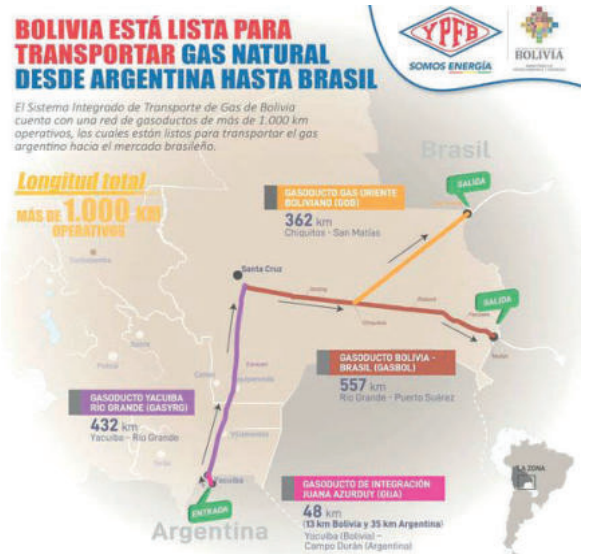 BOLIVIA ESTÁ LISTA PARA
TRANSPORTAR GAS NATURAL
DESDE ARGENTINA HASTA BRASIL
YPFB
SOMOS ENERGÍA
BOLIVIA
El Sistema Integrado de Transporte de Gas de Bolivia
cuenta con una red de gasoductos de más de 1.000 km
operativos, los cuales están listos para transportar el gas
argentino hacia el mercado brasileño.
Longitud total
MÁS DE 1.000 KM
OPERATIVOS
Brasil
SALIDA
GASODUCTO GAS ORIENTE
BOLIVIANO (GOB)
362 km
Chiquitos - San Matías
Santa Cruz
SALIDA
GASODUCTO BOLIVIA -
BRASIL (GASBOL)
557 km
Río Grande - Puerto Suárez
GASODUCTO YACUIBA
RÍO GRANDE (GASYRG)
432 km
Yacuiba - Río Grande
Yacuiba
ENTRADA
Argentina
GASODUCTO DE INTEGRACIÓN
JUANA AZURDUY (GIJA)
48 km
(13 km Bolivia y 35 km Argentina)
Yacuiba (Bolivia) –
Campo Durán (Argentina)
LA ZONA